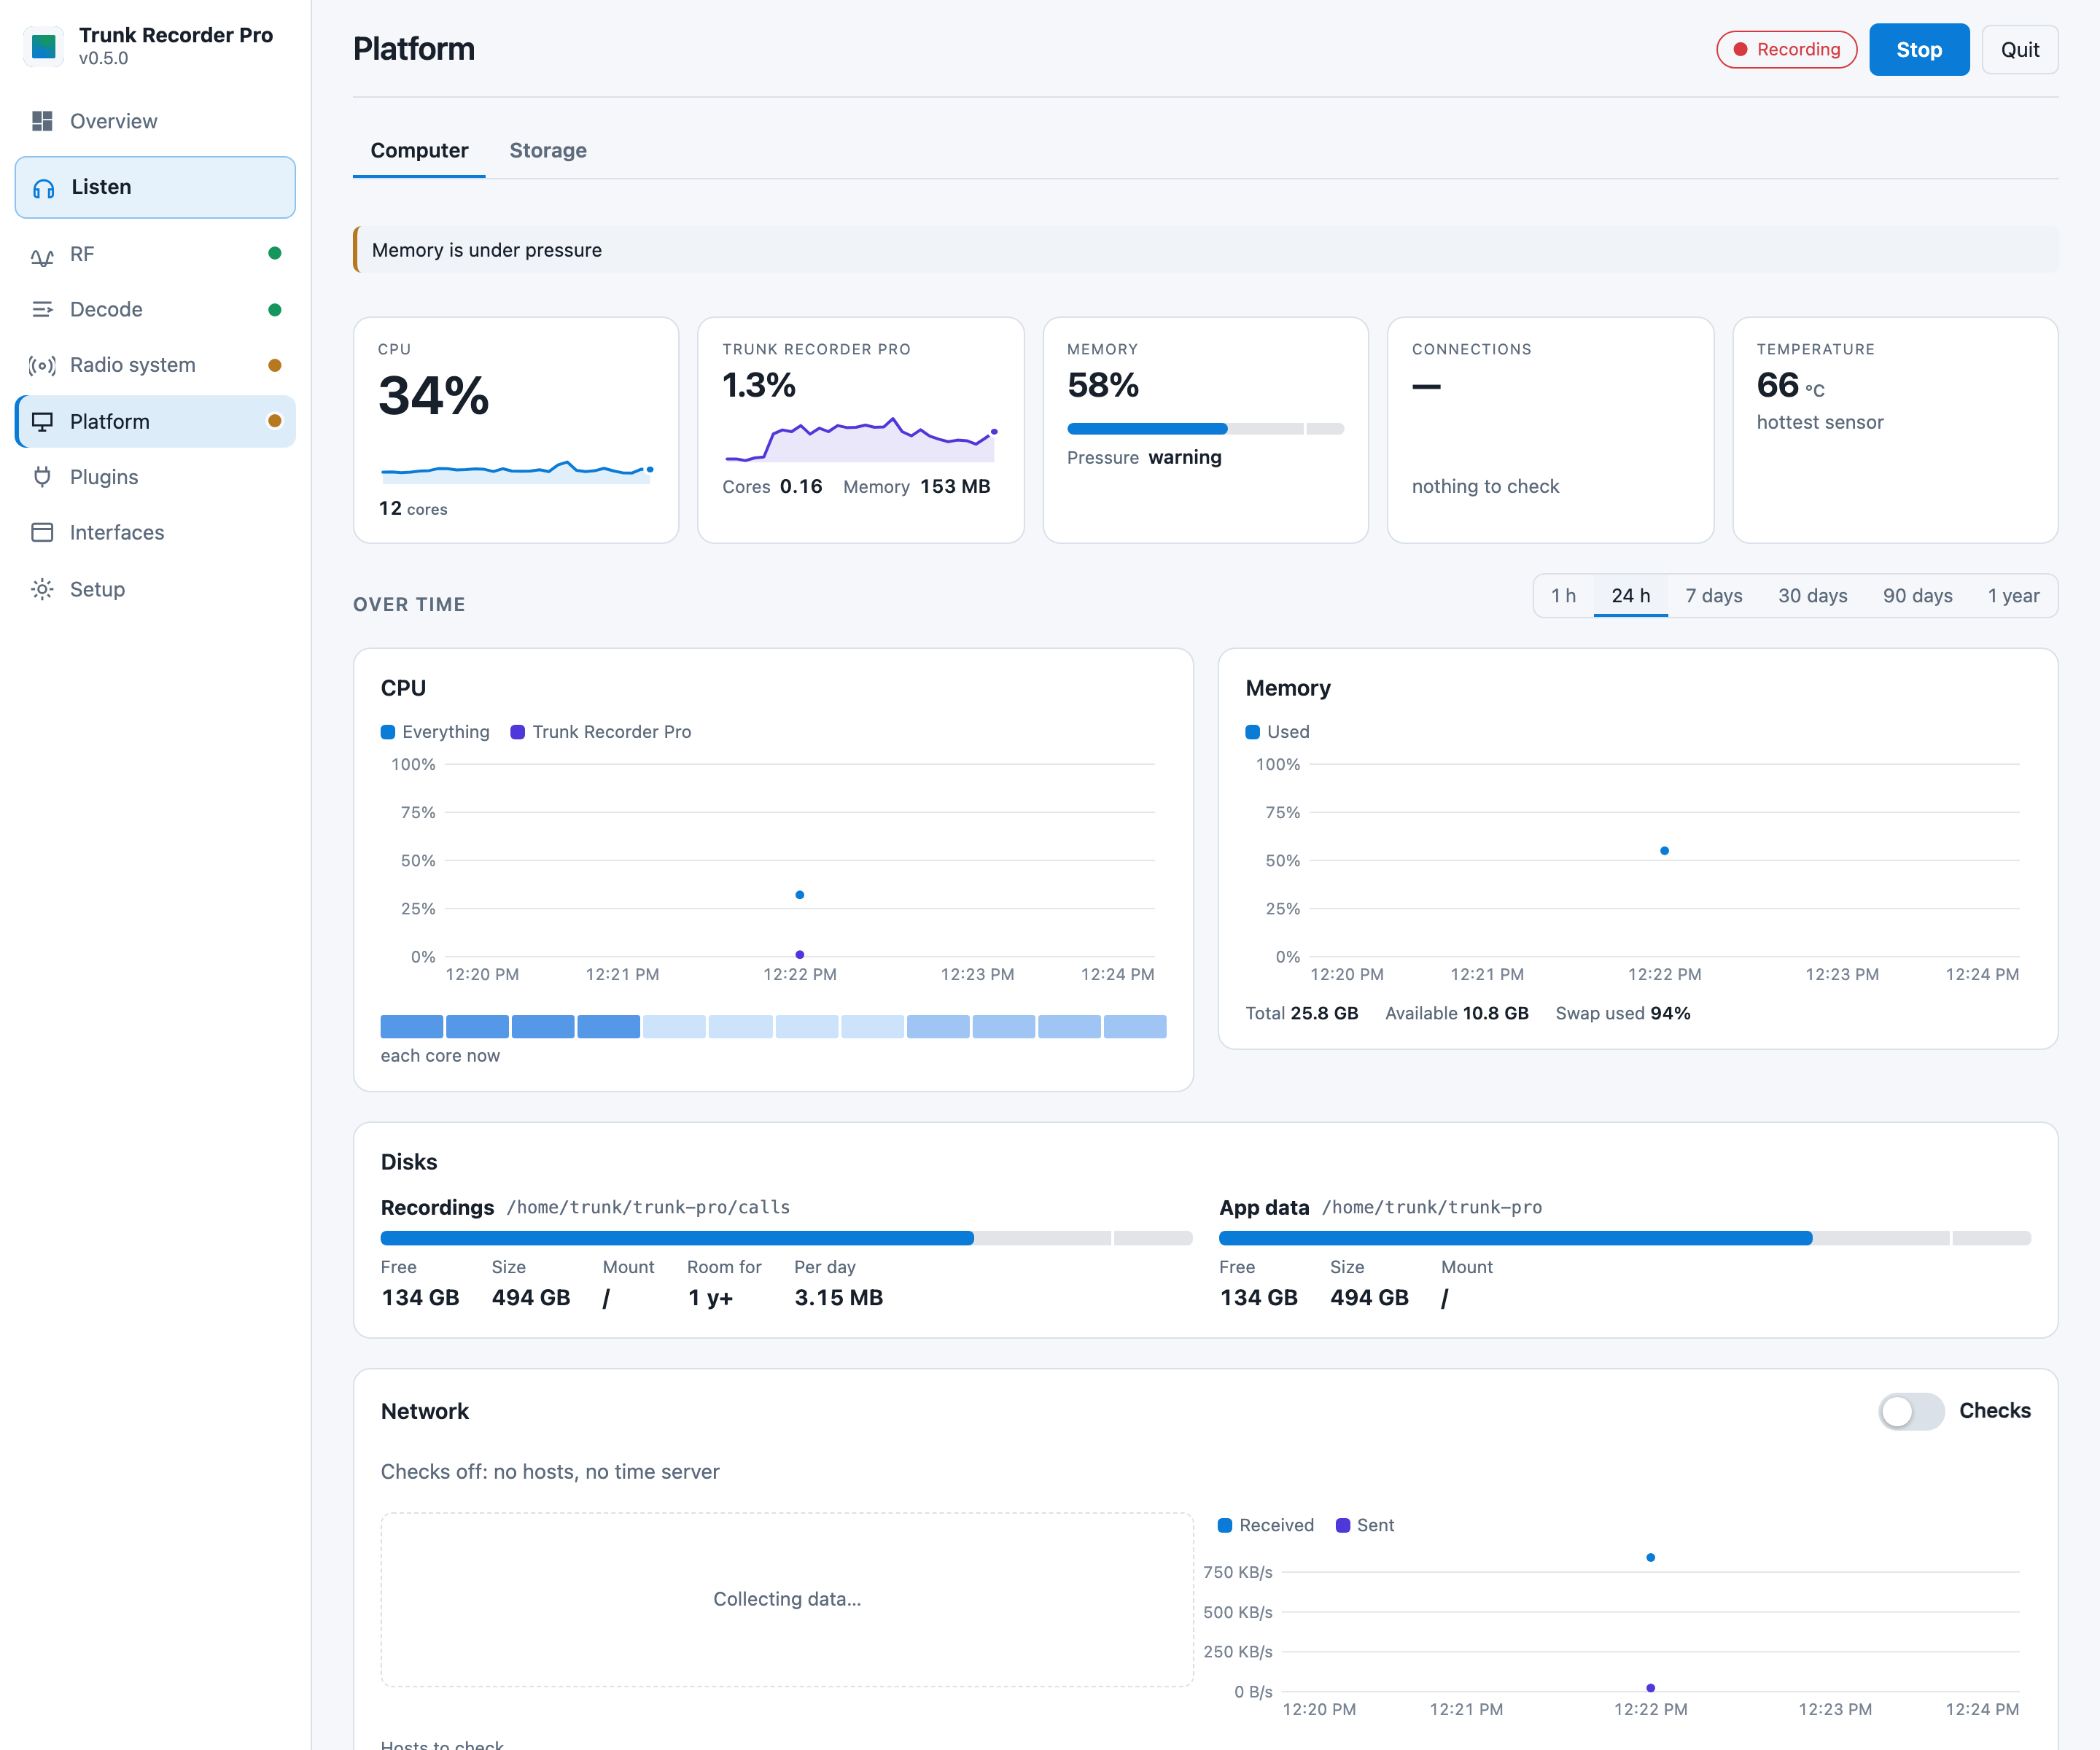 Trunk Recorder Pro
v0.5.0
Overview
Listen
RF
Decode
Radio system
Platform
Plugins
Interfaces
Setup
Platform
Recording
Stop
Quit
Computer
Storage
Memory is under pressure
CPU
34%
12 cores
TRUNK RECORDER PRO
1.3%
Cores 0.16 Memory 153 MB
MEMORY
58%
Pressure warning
CONNECTIONS
—
nothing to check
TEMPERATURE
66 °C
hottest sensor
OVER TIME
1 h 24 h 7 days 30 days 90 days 1 year
CPU
Everything Trunk Recorder Pro
100%
75%
50%
25%
0%
12:20 PM 12:21 PM 12:22 PM 12:23 PM 12:24 PM
each core now
Memory
Used
100%
75%
50%
25%
0%
12:20 PM 12:21 PM 12:22 PM 12:23 PM 12:24 PM
Total 25.8 GB Available 10.8 GB Swap used 94%
Disks
Recordings /home/trunk/trunk-pro/calls
Free Size Mount Room for Per day
134 GB 494 GB / 1 y+ 3.15 MB
App data /home/trunk/trunk-pro
Free Size Mount
134 GB 494 GB /
Network
Checks
Checks off: no hosts, no time server
Collecting data...
Received Sent
750 KB/s
500 KB/s
250 KB/s
0 B/s
12:20 PM 12:21 PM 12:22 PM 12:23 PM 12:24 PM
Hosts to check